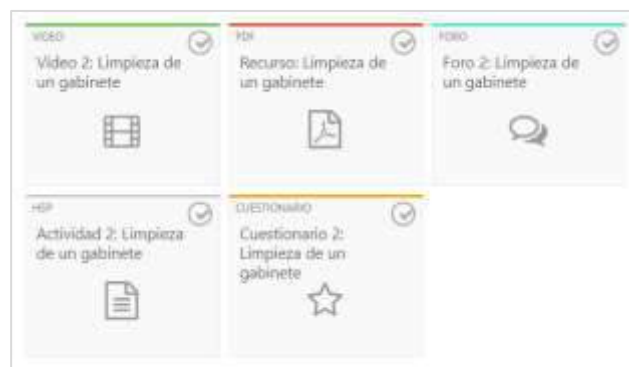 VIDEO
Video 2: Limpieza de
un gabinete
PDF
Recurso: Limpieza de
un gabinete
FORO
Foro 2: Limpieza de
un gabinete
H5P
Actividad 2: Limpieza
de un gabinete
CUESTIONARIO
Cuestionario 2:
Limpieza de un
gabinete